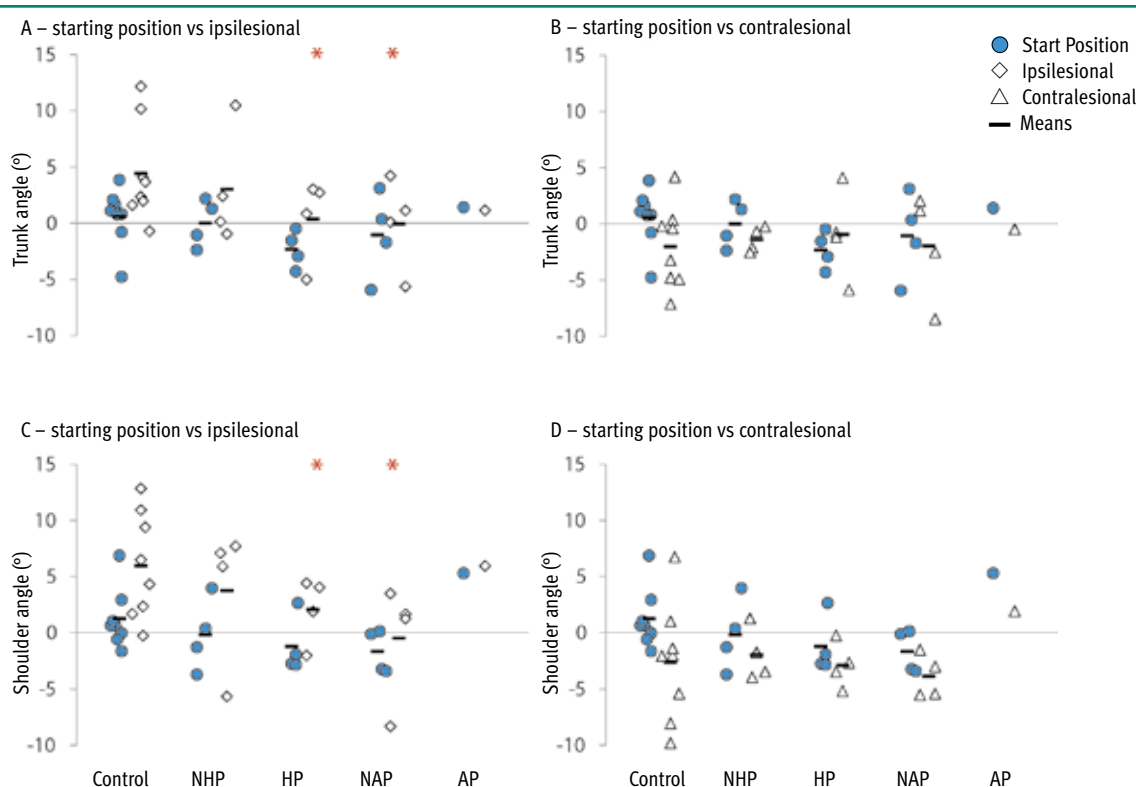 A – starting position vs ipsilesional
B – starting position vs contralesional
Start Position
Ipsilesional
Contralesional
Means
15
10
5
0
-5
-10
Trunk angle (°)
15
10
5
0
-5
-10
Trunk angle (°)
* *
C – starting position vs ipsilesional
D – starting position vs contralesional
15
10
5
0
-5
-10
Shoulder angle (°)
15
10
5
0
-5
-10
Shoulder angle (°)
* *
Control NHP HP NAP AP
Control NHP HP NAP AP